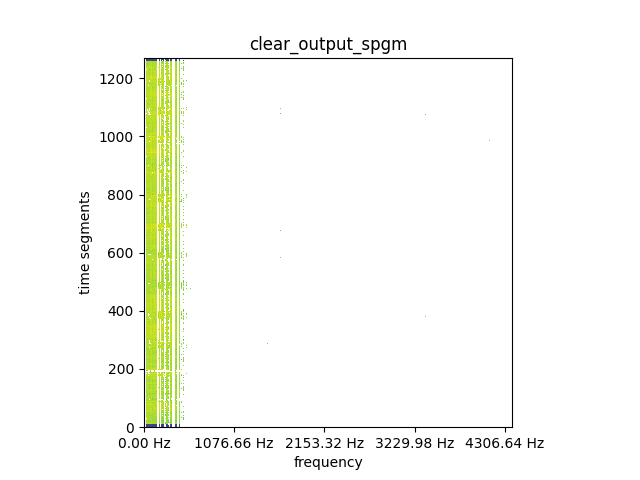 clear_output_spgm
1200
1000
800
600
400
200
0
time segments
0.00 Hz 1076.66 Hz 2153.32 Hz 3229.98 Hz 4306.64 Hz
frequency